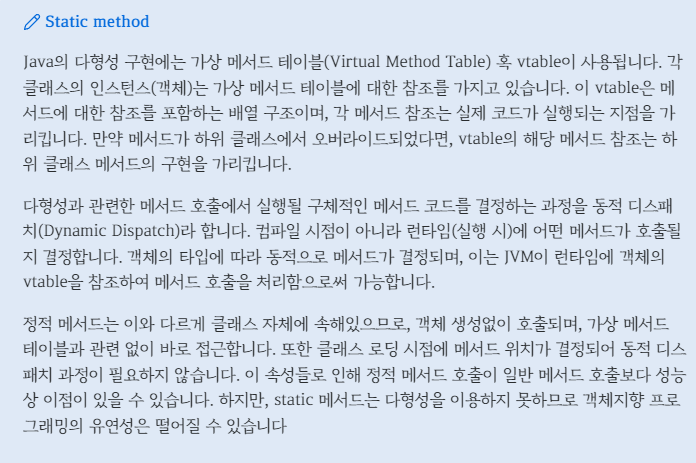 Static method
Java의 다형성 구현에는 가상 메서드 테이블(Virtual Method Table) 혹 vtable이 사용됩니다. 각
클래스의 인스턴스(객체)는 가상 메서드 테이블에 대한 참조를 가지고 있습니다. 이 vtable은 메
서드에 대한 참조를 포함하는 배열 구조이며, 각 메서드 참조는 실제 코드가 실행되는 지점을 가
리킵니다. 만약 메서드가 하위 클래스에서 오버라이드되었다면, vtable의 해당 메서드 참조는 하
위 클래스 메서드의 구현을 가리킵니다.
다형성과 관련한 메서드 호출에서 실행될 구체적인 메서드 코드를 결정하는 과정을 동적 디스패
치(Dynamic Dispatch)라 합니다. 컴파일 시점이 아니라 런타임(실행 시)에 어떤 메서드가 호출될
지 결정합니다. 객체의 타입에 따라 동적으로 메서드가 결정되며, 이는 JVM이 런타임에 객체의
vtable을 참조하여 메서드 호출을 처리함으로써 가능합니다.
정적 메서드는 이와 다르게 클래스 자체에 속해있으므로, 객체 생성없이 호출되며, 가상 메서드
테이블과 관련 없이 바로 접근합니다. 또한 클래스 로딩 시점에 메서드 위치가 결정되어 동적 디스
패치 과정이 필요하지 않습니다. 이 속성들로 인해 정적 메서드 호출이 일반 메서드 호출보다 성능
상 이점이 있을 수 있습니다. 하지만, static 메서드는 다형성을 이용하지 못하므로 객체지향 프로
그래밍의 유연성은 떨어질 수 있습니다